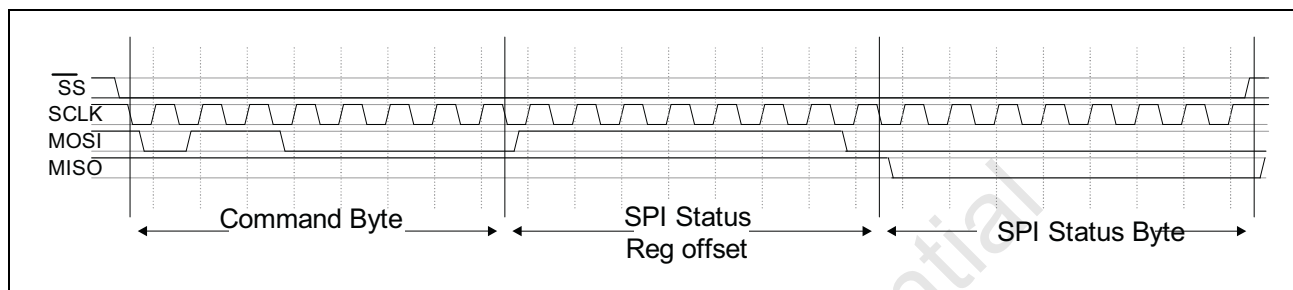 SS
SCLK
MOSI
MISO
Command Byte
SPI Status
Reg offset
SPI Status Byte